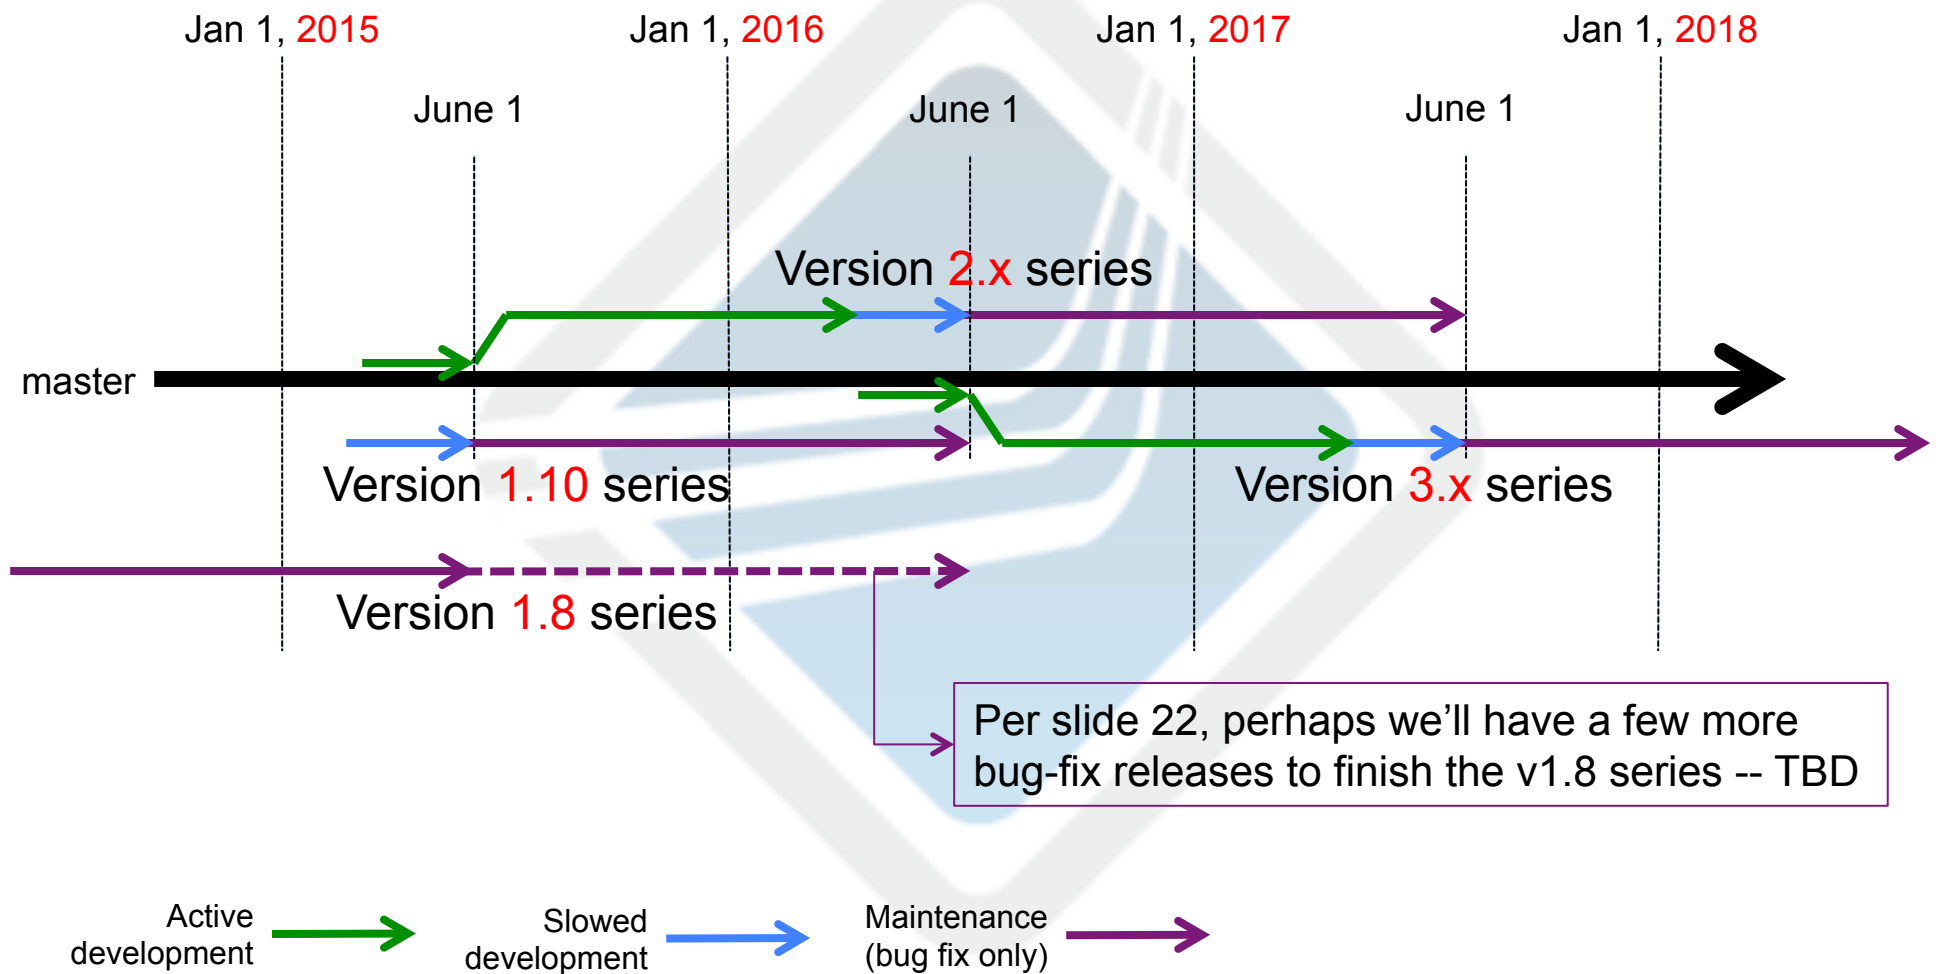 Jan 1, 2015
Jan 1, 2016
Jan 1, 2017
Jan 1, 2018
June 1
June 1
June 1
Version 2.x series
master
Version 1.10 series
Version 3.x series
Version 1.8 series
Per slide 22, perhaps we’ll have a few more
bug-fix releases to finish the v1.8 series -- TBD
Active
development
Slowed
development
Maintenance
(bug fix only)